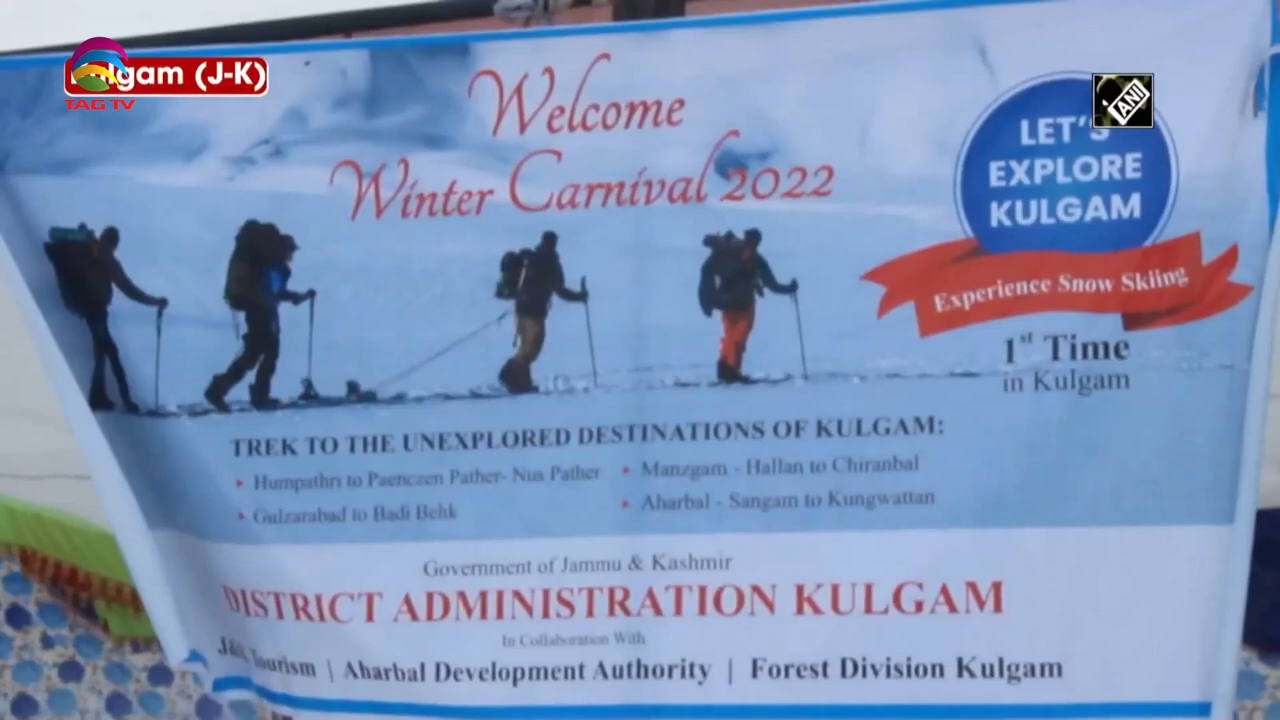 lgam (J-K)
TAG TV
ANI
Welcome
Winter Carnival 2022
LET'S
EXPLORE
KULGAM
Experience Snow Skiing
1st Time
in Kulgam
TREK TO THE UNEXPLORED DESTINATIONS OF KULGAM:
Humpathri to Paenczen Pather- Nus Pather
Gulzarabad to Badi Behk
Manzgam - Hallan to Chiranbal
Aharbal - Sangam to Kungwattan
Government of Jammu & Kashmir
DISTRICT ADMINISTRATION KULGAM
In Collaboration With
J&K Tourism | Aharbal Development Authority | Forest Division Kulgam